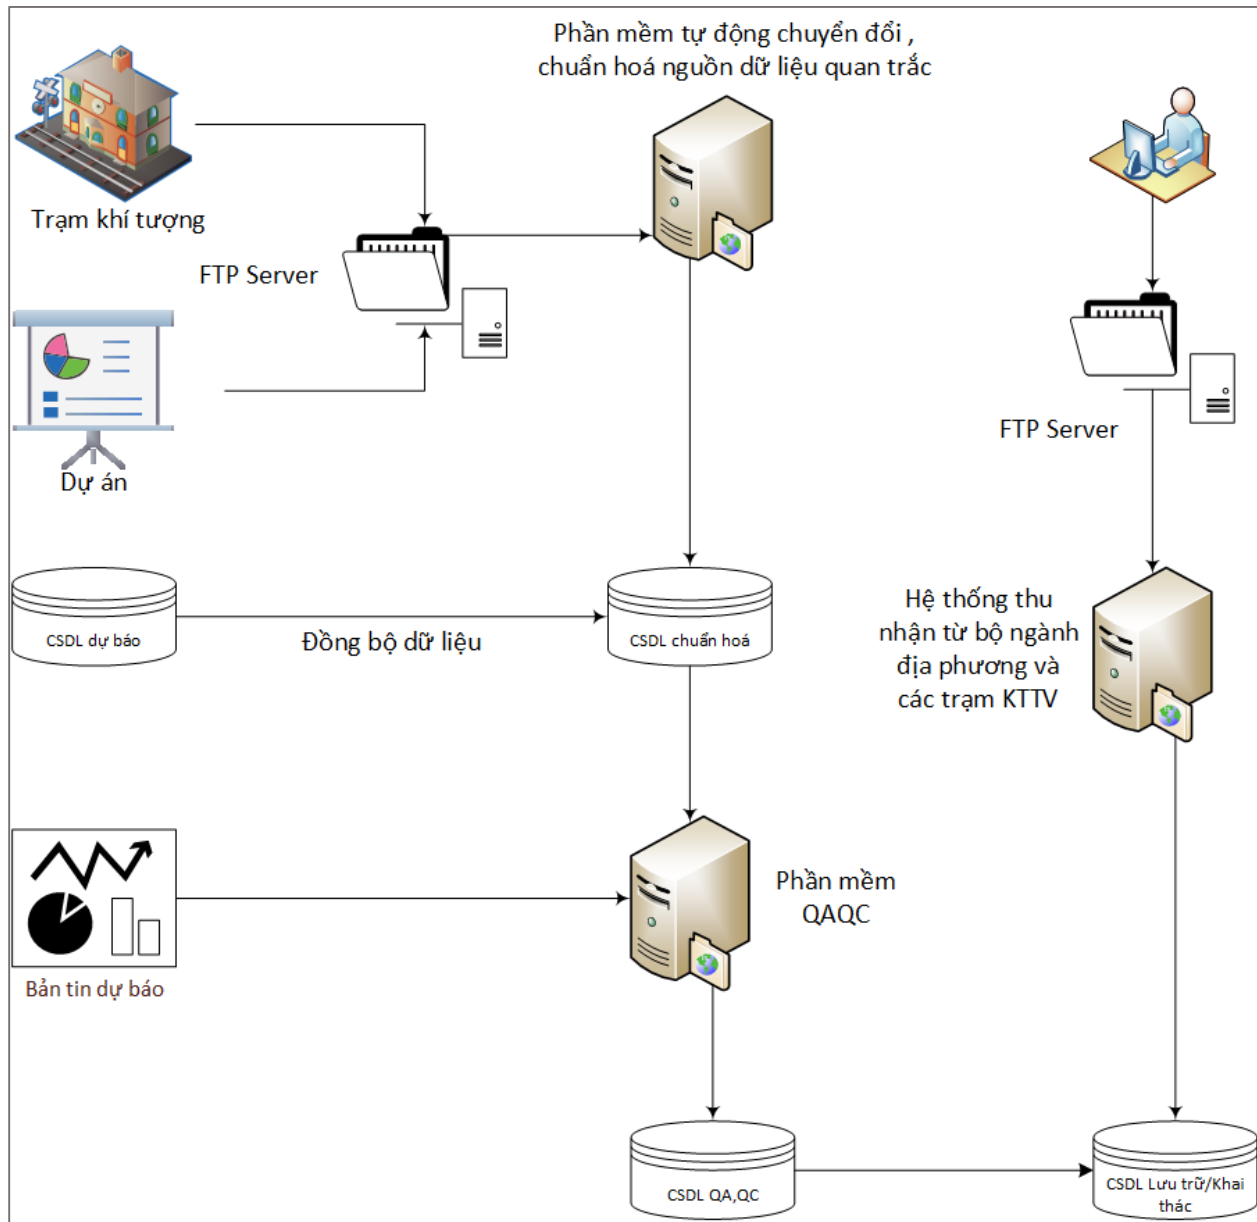 Phần mềm tự động chuyển đổi ,
chuẩn hoá nguồn dữ liệu quan trắc
Trạm khí tượng
FTP Server
Dự án
FTP Server
CSDL dự báo
Đồng bộ dữ liệu
CSDL chuẩn hoá
Hệ thống thu
nhận từ bộ ngành
địa phương và
các trạm KTTV
Phần mềm
QAQC
Bản tin dự báo
CSDL QA,QC
CSDL Lưu trữ/Khai
thác